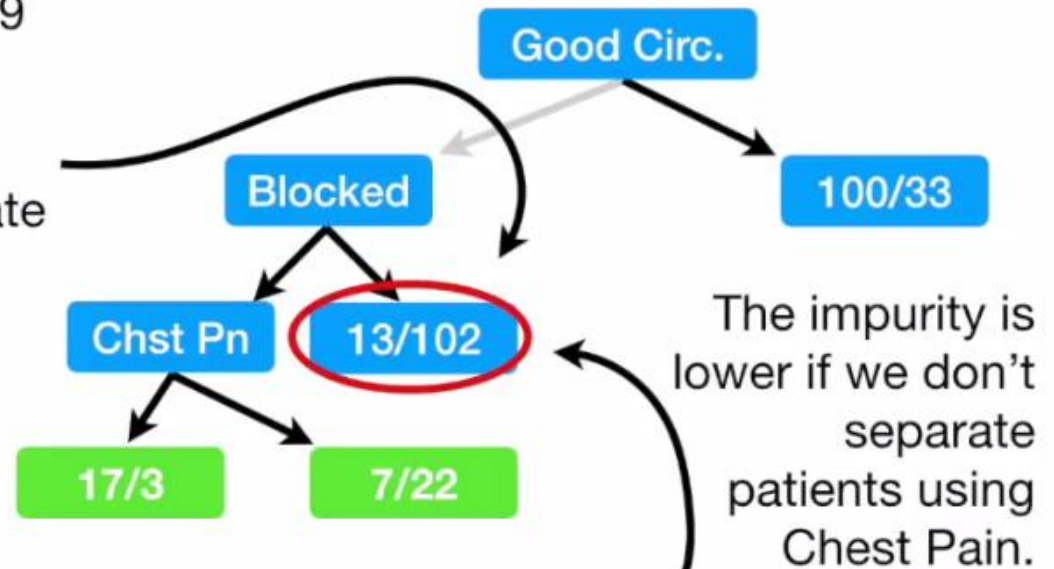 9
Good Circ.
Blocked
100/33
Chst Pn
13/102
The impurity is
lower if we don't
separate
patients using
Chest Pain.
17/3
7/22